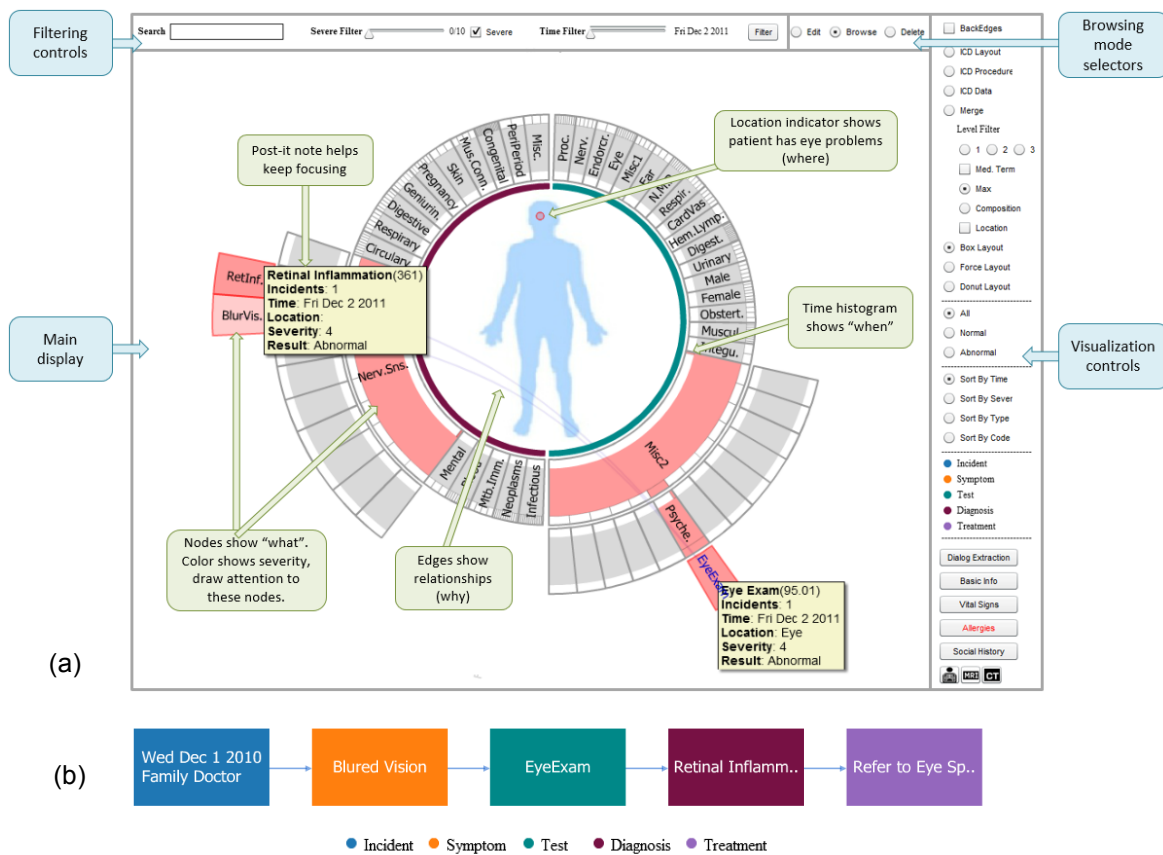 Filtering
controls
Search
Severe Filter
0/10
Severe
Time Filter
Fri Dec 2 2011
Filter
Edit
Browse
Delete
Browsing
mode
selectors
BackEdges
ICD Layout
ICD Procedure
ICD Data
Merge
Level Filter
1
2
3
Med. Term
Max
Composition
Location
Box Layout
Force Layout
Donut Layout
All
Normal
Abnormal
Sort By Time
Sort By Sever
Sort By Type
Sort By Code
Incident
Symptom
Test
Diagnosis
Treatment
Dialog Extraction
Basic Info
Vital Signs
Allergies
Social History
MRI
CT
Visualization
controls
Main
display
Post-it note helps
keep focusing
Location indicator shows
patient has eye problems
(where)
Time histogram
shows “when”
Nodes show “what”.
Color shows severity,
draw attention to
these nodes.
Edges show
relationships
(why)
Circulary
Respirary
Digestive
Geniurin.
Pregnancy
Skin
Mus.Conn.
Congenital
PeriPeriod
Misc.
Proc.
Nerv.
Endorcr.
Eye
Misc1
Ear
Respir.
CardVas
Hem.Lymp.
Digest.
Urinary
Male
Female
Obstert.
Muscul.
Integu.
Misc2
Psyche.
EyeExam
Infectious
Neoplasms
Mtb.Imm.
Mental
Nerv.Sns.
RetInf.
BlurVis.
Retinal Inflammation(361)
Incidents: 1
Time: Fri Dec 2 2011
Location:
Severity: 4
Result: Abnormal
Eye Exam(95.01)
Incidents: 1
Time: Fri Dec 2 2011
Location: Eye
Severity: 4
Result: Abnormal
(a)
(b)
Wed Dec 1 2010
Family Doctor
Blured Vision
EyeExam
Retinal Inflamm..
Refer to Eye Sp..
Incident
Symptom
Test
Diagnosis
Treatment